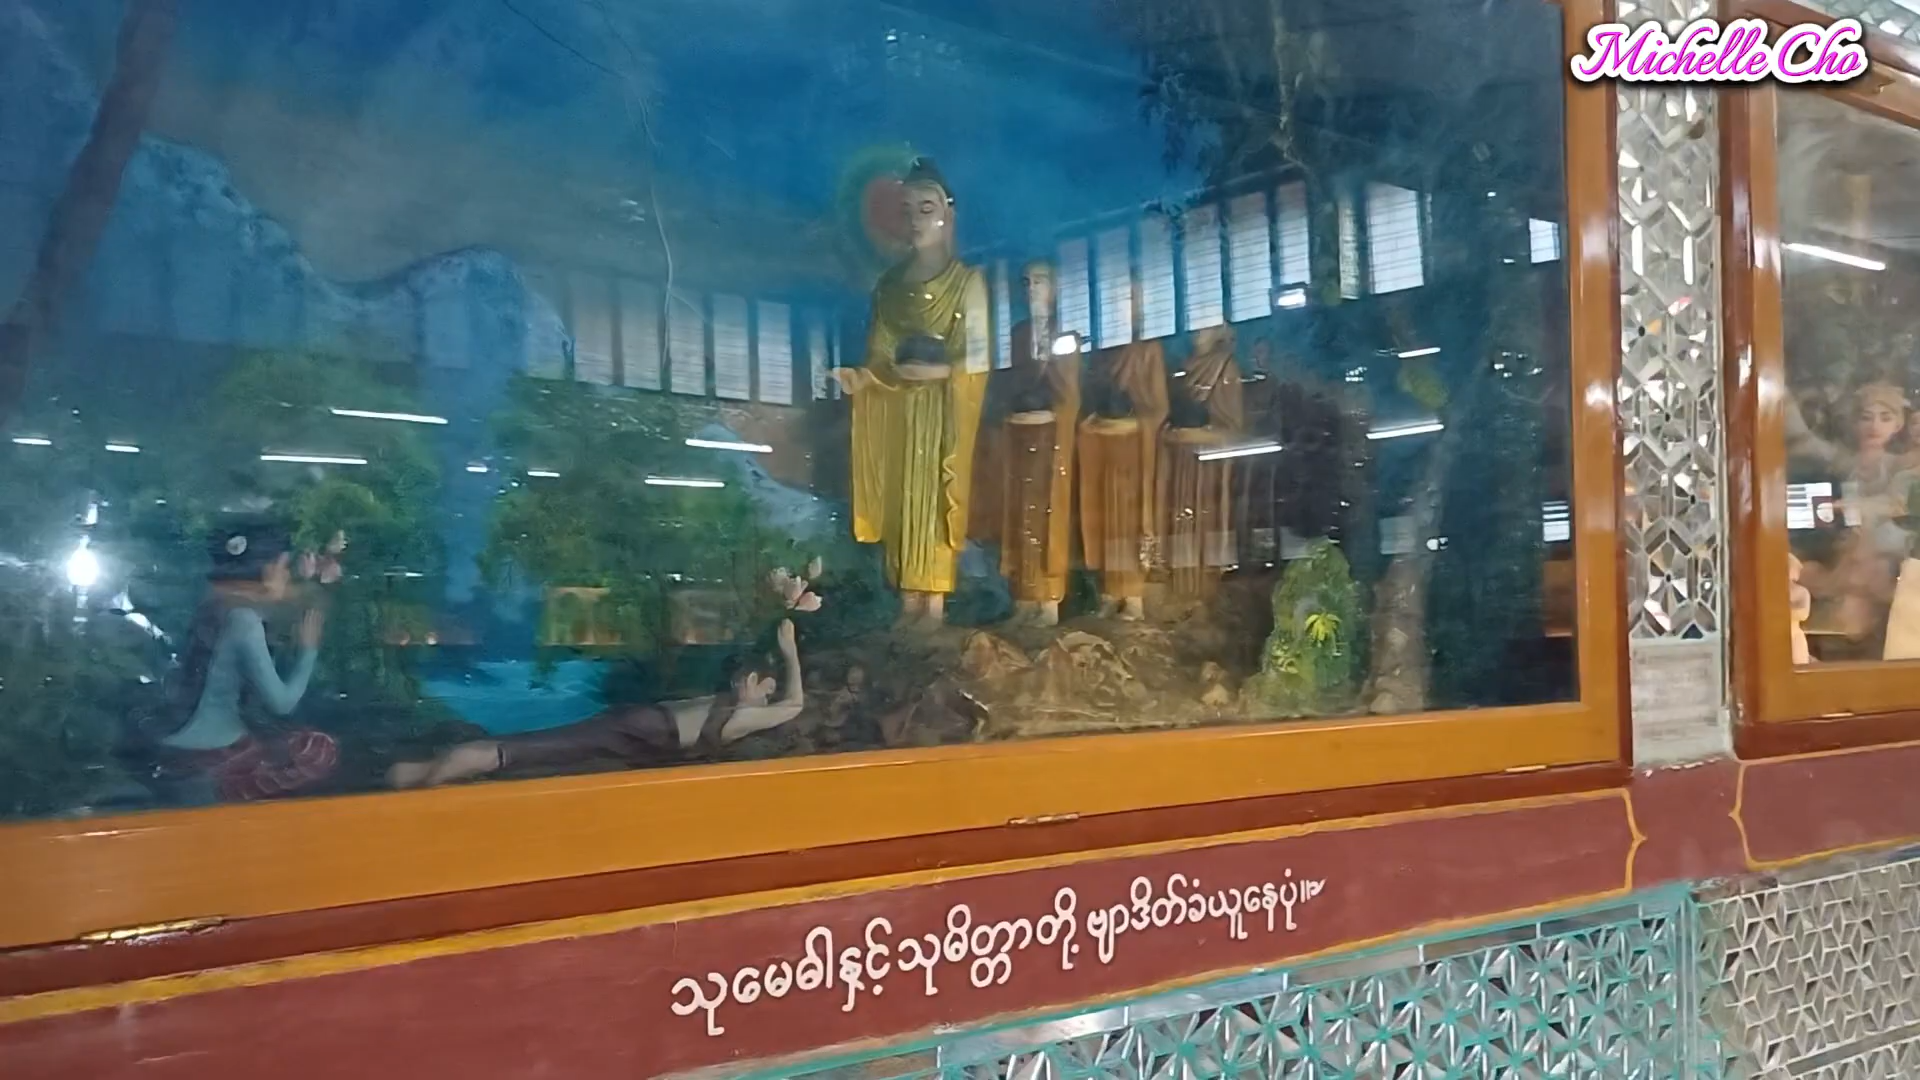 Michelle Cho
သုမေဓါနှင့်သုမိတ္တာတို့ ဗျာဒိတ်ခံယူနေပုံ။